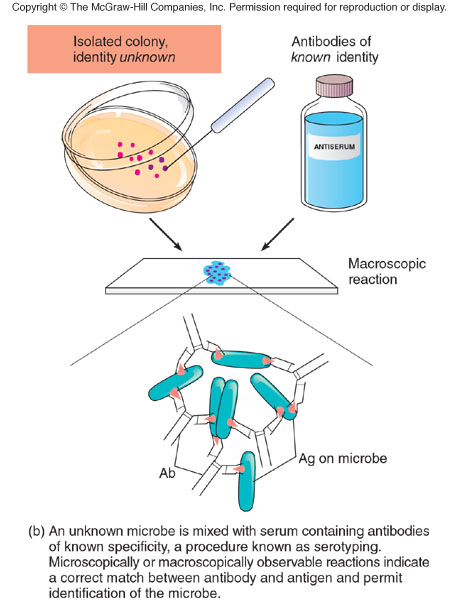 Copyright © The McGraw-Hill Companies, Inc. Permission required for reproduction or display.
Isolated colony,
identity unknown
Antibodies of
known identity
ANTISERUM
Macroscopic
reaction
Ab
Ag on microbe
(b) An unknown microbe is mixed with serum containing antibodies
of known specificity, a procedure known as serotyping.
Microscopically or macroscopically observable reactions indicate
a correct match between antibody and antigen and permit
identification of the microbe.